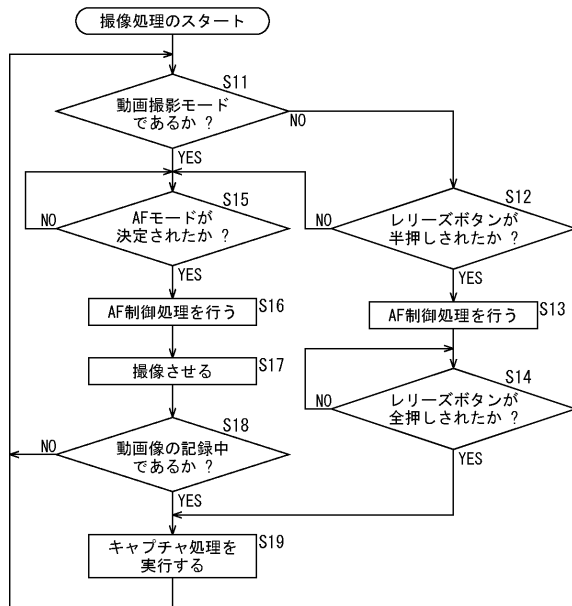 撮像処理のスタート
S11
動画撮影モード
であるか ?
NO
YES
S15
AFモードが
決定されたか ?
NO
YES
S12
レリーズボタンが
半押しされたか ?
NO
YES
S16
AF制御処理を行う
S13
AF制御処理を行う
S17
撮像させる
S14
レリーズボタンが
全押しされたか ?
NO
YES
S18
動画像の記録中
であるか ?
NO
YES
S19
キャプチャ処理を
実行する